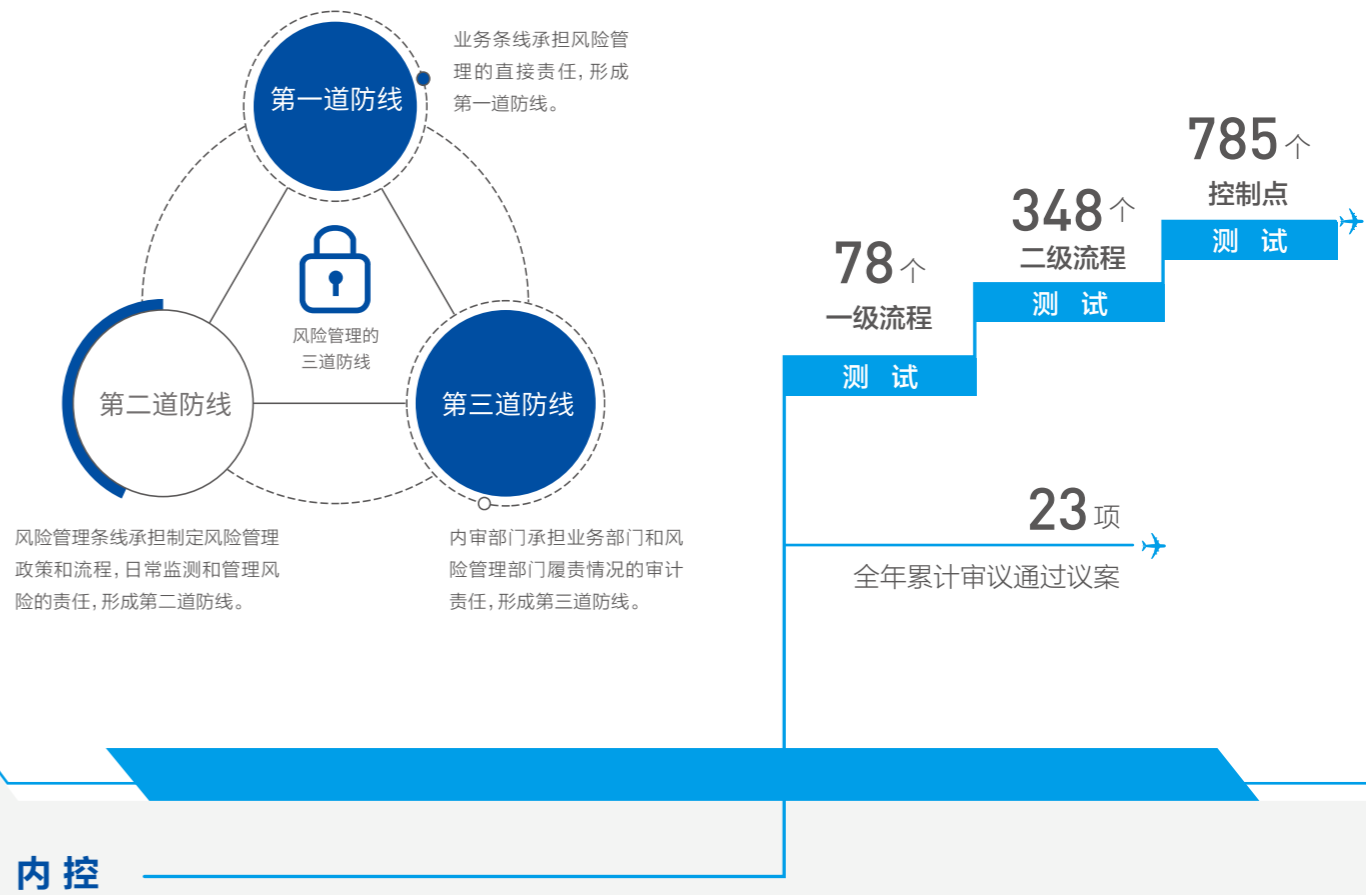 第一道防线
业务条线承担风险管
理的直接责任，形成
第一道防线。
风险管理的
三道防线
第二道防线
第三道防线
风险管理条线承担制定风险管理
政策和流程，日常监测和管理风
险的责任，形成第二道防线。
内审部门承担业务部门和风
险管理部门履责情况的审计
责任，形成第三道防线。
785个
控制点
测 试
348个
二级流程
测 试
78个
一级流程
测 试
23项
全年累计审议通过议案
内控